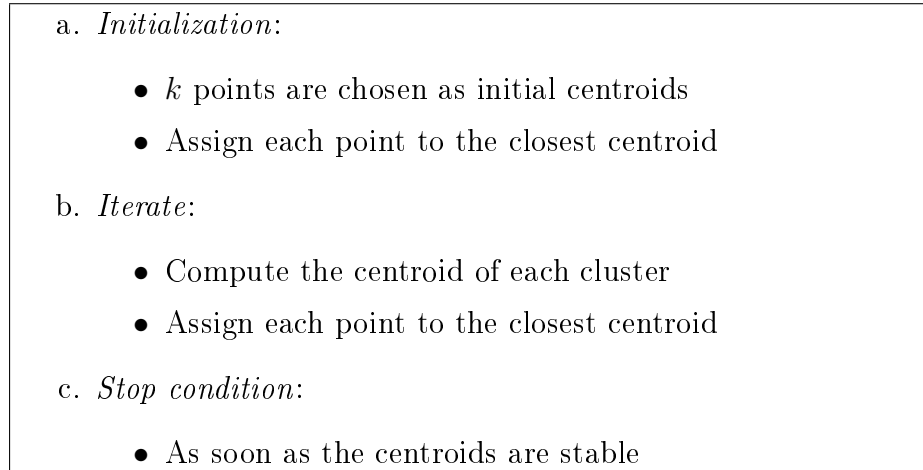 a. Initialization:
• k points are chosen as initial centroids
• Assign each point to the closest centroid
b. Iterate:
• Compute the centroid of each cluster
• Assign each point to the closest centroid
c. Stop condition:
• As soon as the centroids are stable